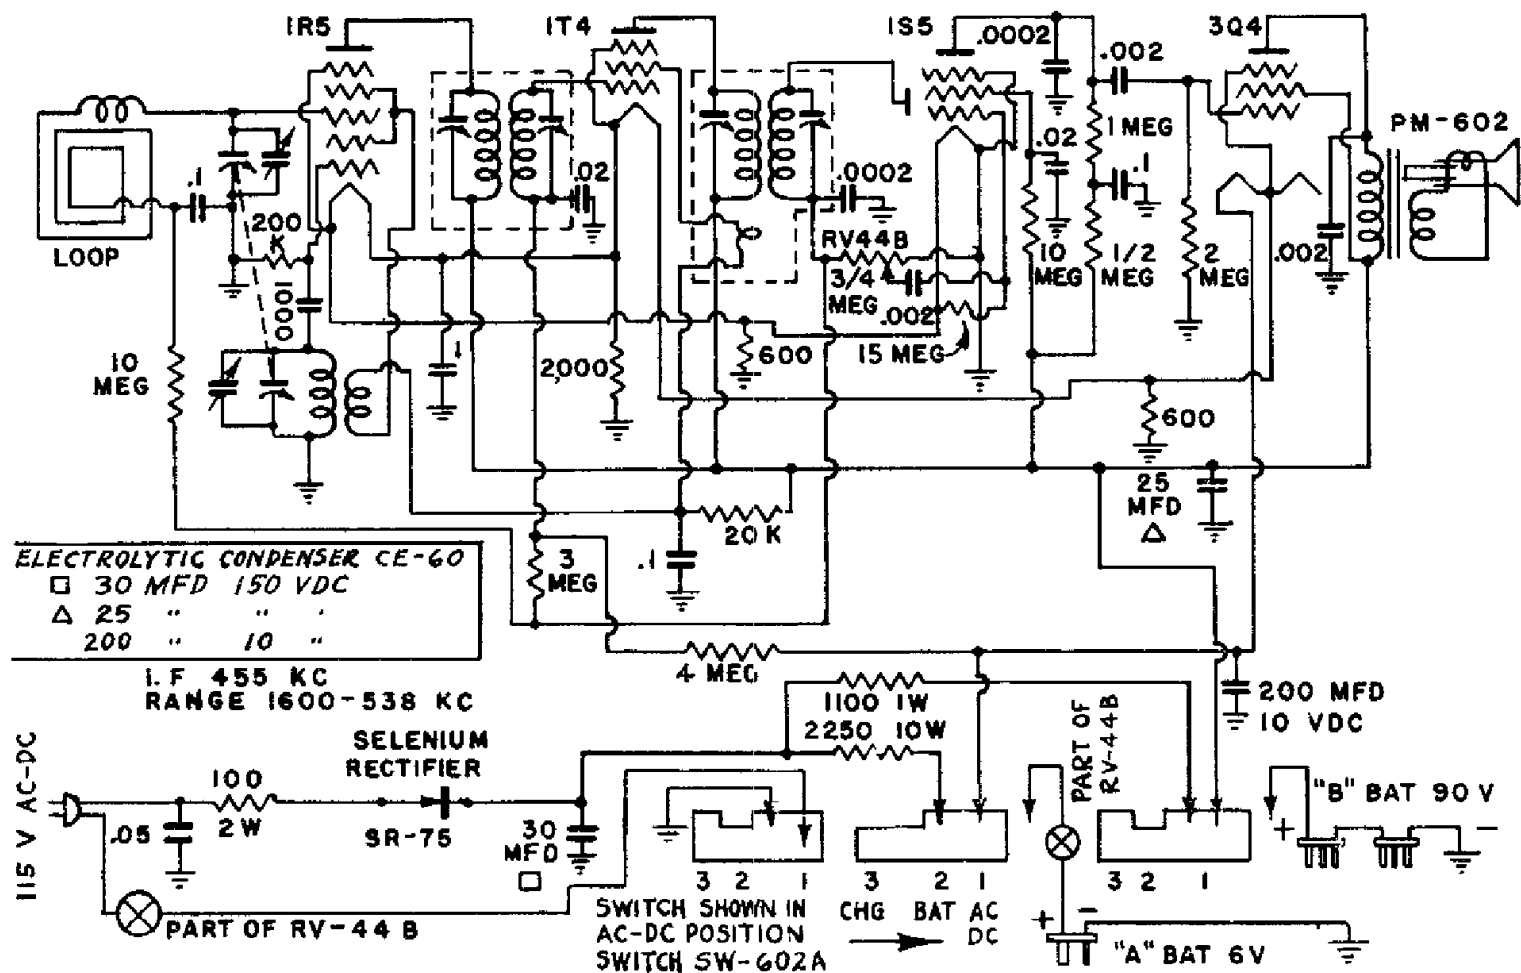 1R5
1T4
1S5
.0002
.002
3Q4
PM-602
LOOP
.1
200
K
.0001
.02
.0002
RV44B
3/4
MEG
.002
.02
1 MEG
.1
10
MEG
1/2
MEG
2
MEG
.002
10
MEG
.1
2,000
600
15 MEG
600
25
MFD
△
20 K
.1
3
MEG
ELECTROLYTIC CONDENSER CE-60
□ 30 MFD 150 VDC
△ 25 " " "
200 " 10 "
I.F 455 KC
RANGE 1600-538 KC
4 MEG
1100 1W
2250 10W
200 MFD
10 VDC
115 V AC-DC
SELENIUM
RECTIFIER
100
2W
.05
SR-75
30
MFD
□
PART OF
RV-44B
"B" BAT 90 V
+ -
3 2 1
3 2 1
3 2 1
PART OF RV-44 B
SWITCH SHOWN IN
AC-DC POSITION
SWITCH SW-602A
CHG BAT AC
DC
+ -
"A" BAT 6V